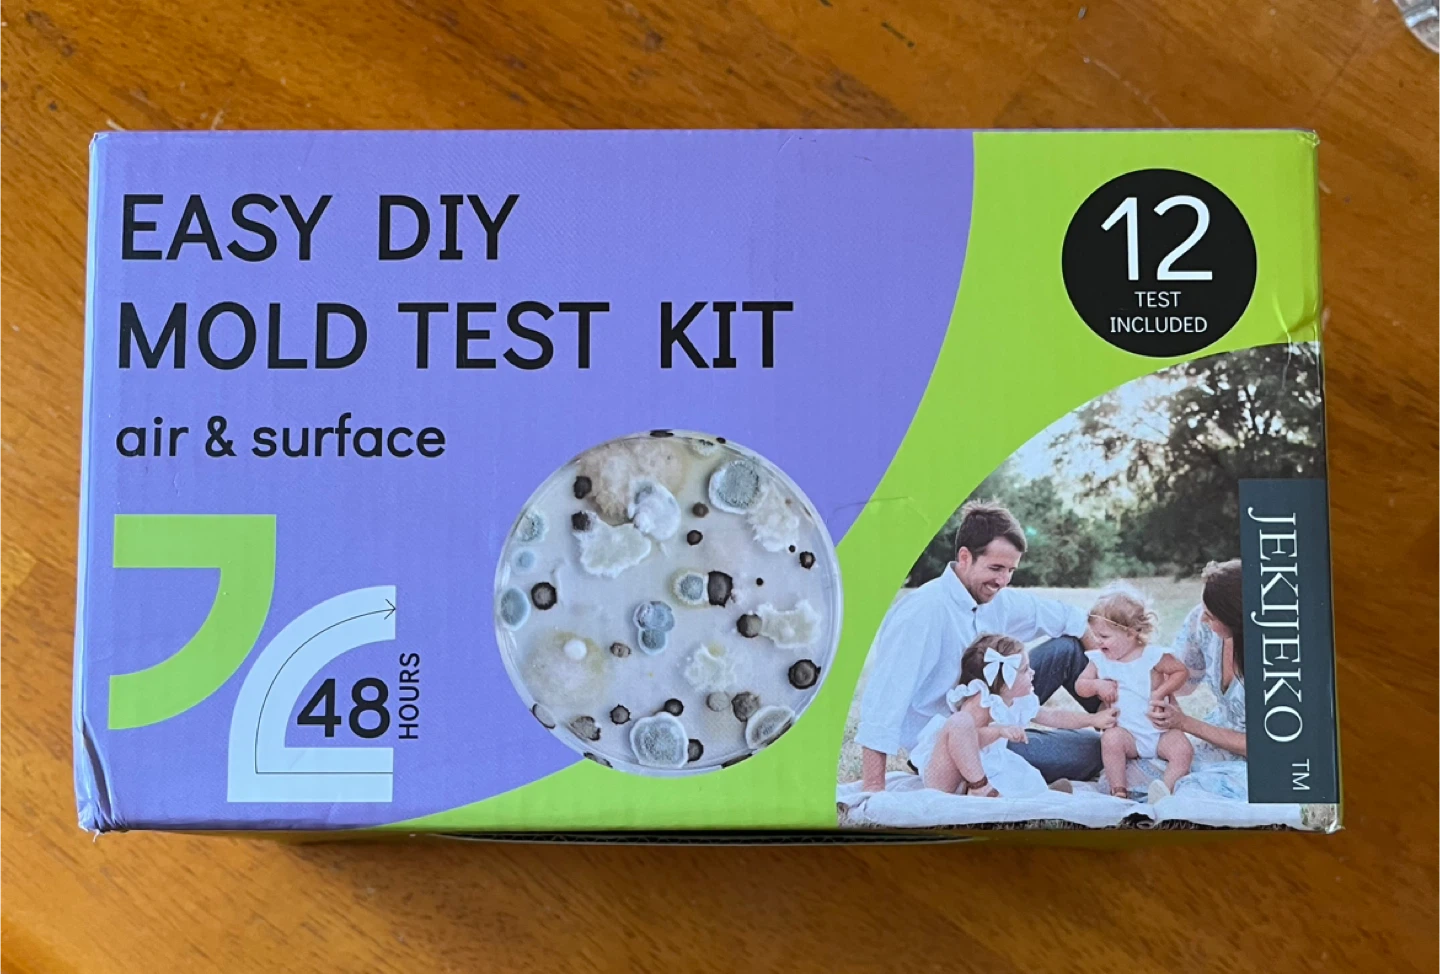 EASY DIY
MOLD TEST KIT
air & surface
48
HOURS
12
TEST
INCLUDED
JEKIJEKO ™